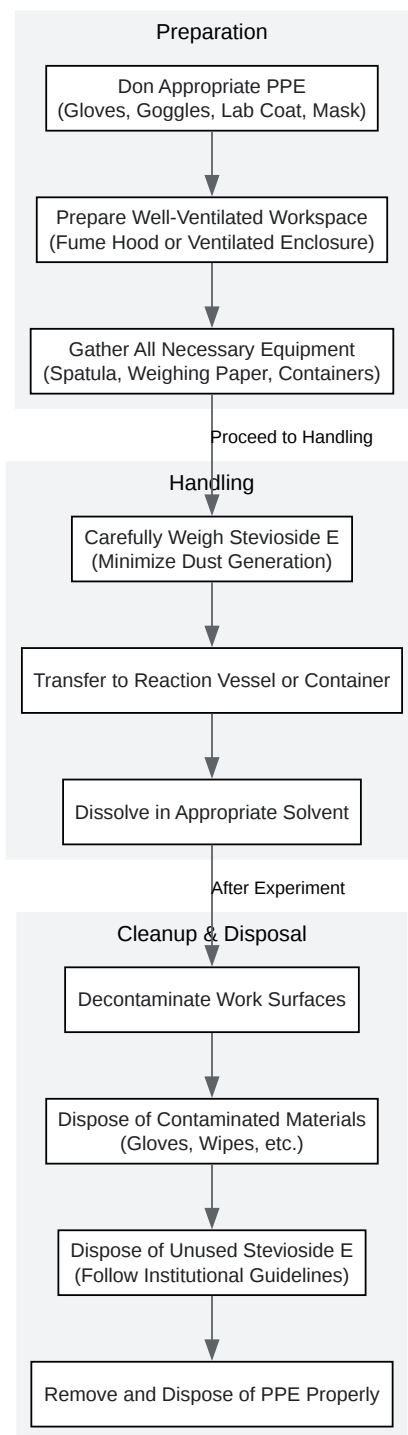 Preparation
Don Appropriate PPE
(Gloves, Goggles, Lab Coat, Mask)
Prepare Well-Ventilated Workspace
(Fume Hood or Ventilated Enclosure)
Gather All Necessary Equipment
(Spatula, Weighing Paper, Containers)
Proceed to Handling
Handling
Carefully Weigh Stevioside E
(Minimize Dust Generation)
Transfer to Reaction Vessel or Container
Dissolve in Appropriate Solvent
After Experiment
Cleanup & Disposal
Decontaminate Work Surfaces
Dispose of Contaminated Materials
(Gloves, Wipes, etc.)
Dispose of Unused Stevioside E
(Follow Institutional Guidelines)
Remove and Dispose of PPE Properly